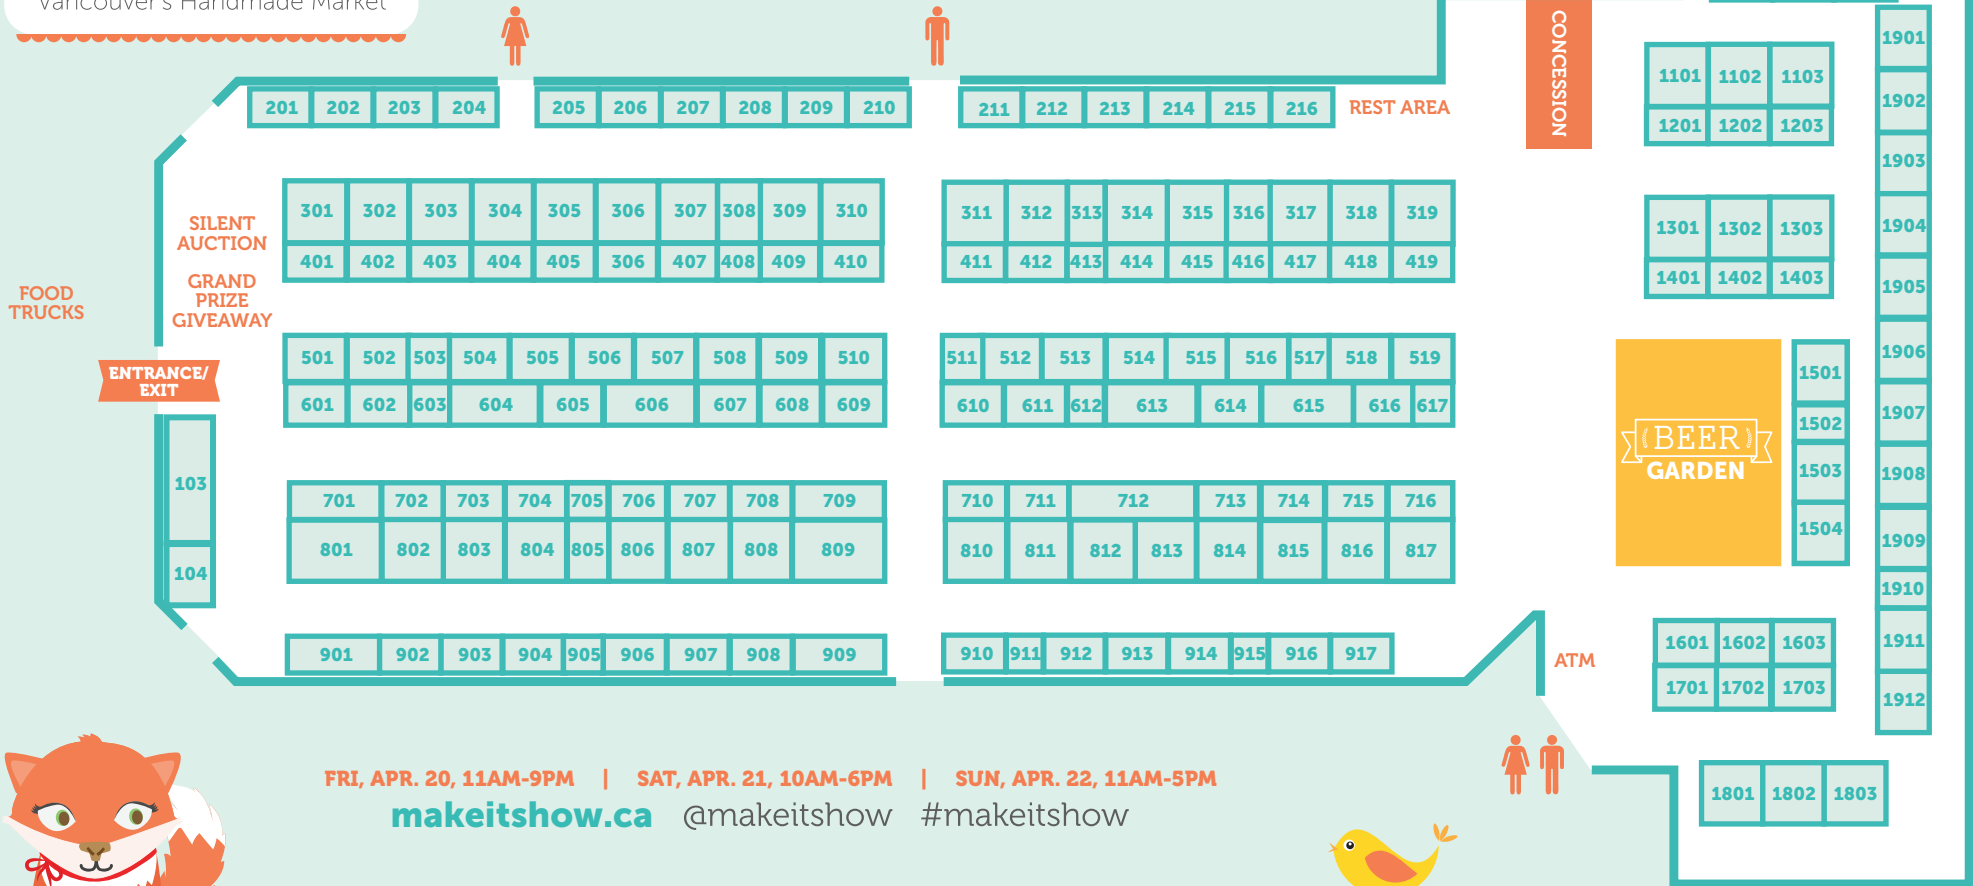 Vancouver's Handmade Market
CONCESSION
201 202 203 204 205 206 207 208 209 210 211 212 213 214 215 216 REST AREA
301 302 303 304 305 306 307 308 309 310 311 312 313 314 315 316 317 318 319
401 402 403 404 405 306 407 408 409 410 411 412 413 414 415 416 417 418 419
SILENT
AUCTION
GRAND
PRIZE
GIVEAWAY
FOOD
TRUCKS
ENTRANCE/
EXIT
501 502 503 504 505 506 507 508 509 510 511 512 513 514 515 516 517 518 519
601 602 603 604 605 606 607 608 609 610 611 612 613 614 615 616 617
103
104
701 702 703 704 705 706 707 708 709 710 711 712 713 714 715 716
801 802 803 804 805 806 807 808 809 810 811 812 813 814 815 816 817
901 902 903 904 905 906 907 908 909 910 911 912 913 914 915 916 917
1101 1102 1103
1201 1202 1203
1301 1302 1303
1401 1402 1403
BEER
GARDEN
1501
1502
1503
1504
ATM
1601 1602 1603
1701 1702 1703
1801 1802 1803
1901
1902
1903
1904
1905
1906
1907
1908
1909
1910
1911
1912
FRI, APR. 20, 11AM-9PM | SAT, APR. 21, 10AM-6PM | SUN, APR. 22, 11AM-5PM
makeitshow.ca @makeitshow #makeitshow